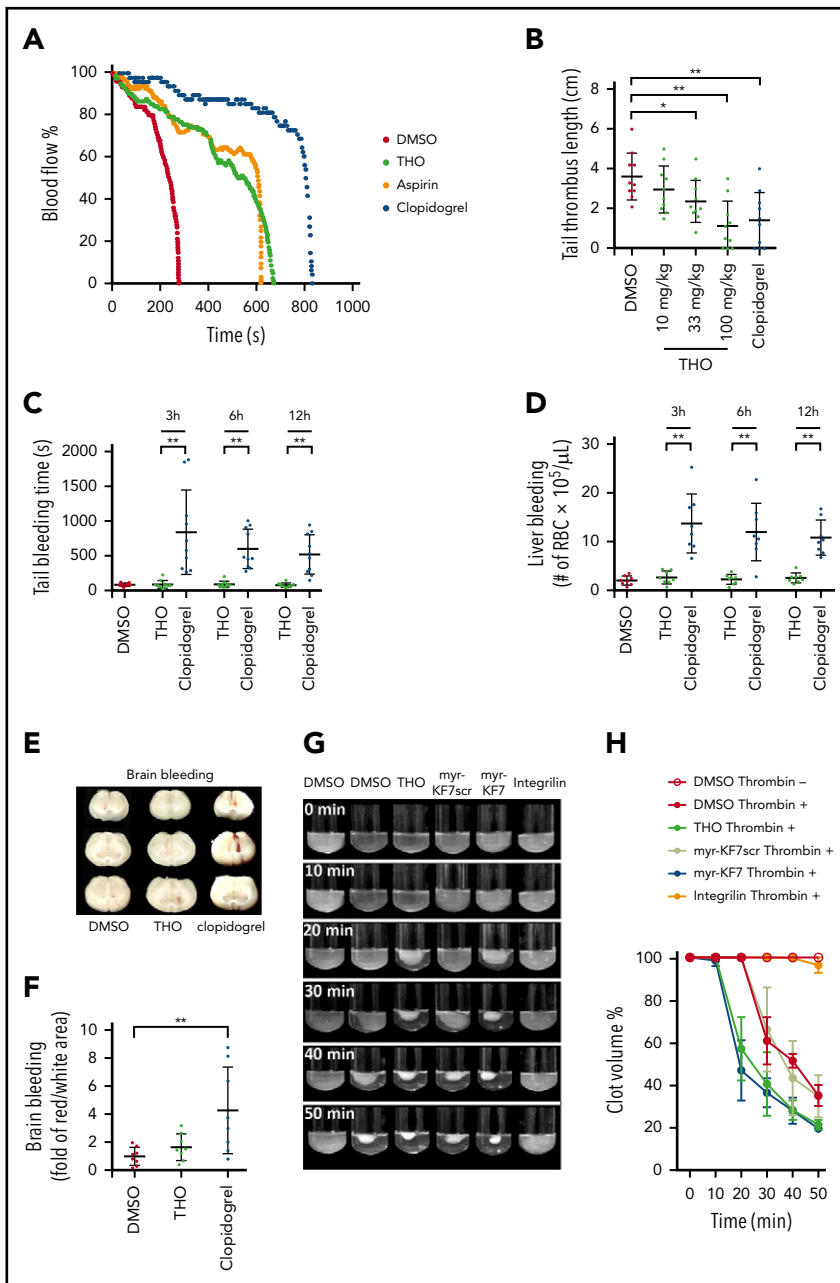 A
Blood flow %
100
80
60
40
20
0
0 200 400 600 800 1000
Time (s)
DMSO
THO
Aspirin
Clopidogrel
B
Tail thrombus length (cm)
8
6
4
2
0
**
**
*
DMSO
10 mg/kg
33 mg/kg
100 mg/kg
Clopidogrel
THO
C
Tail bleeding time (s)
2000
1500
1000
500
0
3h 6h 12h
** ** **
DMSO
THO
Clopidogrel
THO
Clopidogrel
THO
Clopidogrel
D
Liver bleeding
(# of RBC × 10⁵/μL)
30
20
10
0
3h 6h 12h
** ** **
DMSO
THO
Clopidogrel
THO
Clopidogrel
THO
Clopidogrel
E
Brain bleeding
DMSO THO clopidogrel
F
Brain bleeding
(fold of red/white area)
10
8
6
4
2
0
**
DMSO
THO
Clopidogrel
G
DMSO DMSO THO myr-KF7scr myr-KF7 Integrilin
0 min
10 min
20 min
30 min
40 min
50 min
H
DMSO Thrombin –
DMSO Thrombin +
THO Thrombin +
myr-KF7scr Thrombin +
myr-KF7 Thrombin +
Integrilin Thrombin +
Clot volume %
100
80
60
40
20
0
0 10 20 30 40 50
Time (min)